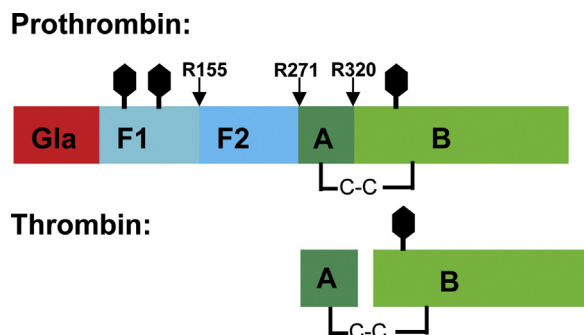 Prothrombin:
R155 R271 R320
Gla F1 F2 A B
C-C
Thrombin:
A B
C-C